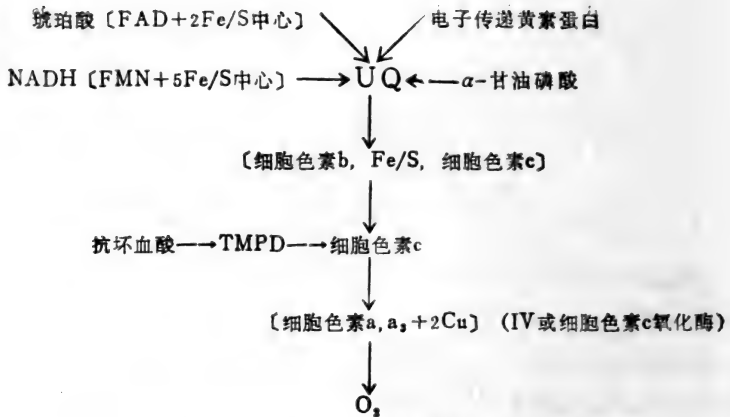 琥珀酸〔FAD+2Fe/S中心〕 电子传递黄素蛋白
NADH〔FMN+5Fe/S中心〕→UQ←α-甘油磷酸
〔细胞色素b, Fe/S, 细胞色素c〕
抗坏血酸→TMPD→细胞色素c
〔细胞色素a, a₃+2Cu〕 (IV或细胞色素c氧化酶)
O₂